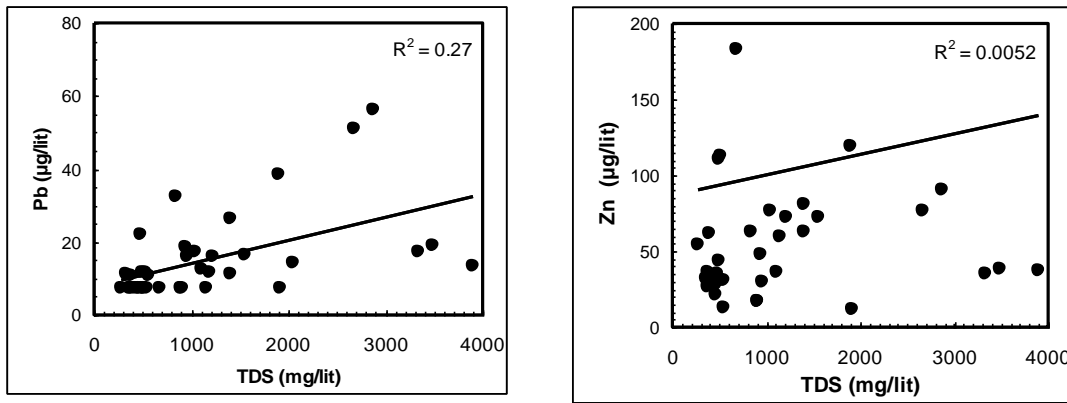 80
60
40
20
0
Pb (µg/lit)
R² = 0.27
0 1000 2000 3000 4000
TDS (mg/lit)
200
150
100
50
0
Zn (µg/lit)
R² = 0.0052
0 1000 2000 3000 4000
TDS (mg/lit)